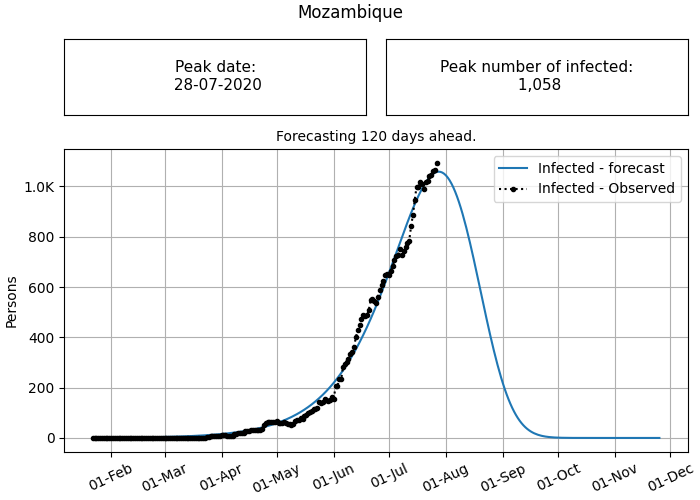 Mozambique
Peak date:
28-07-2020
Peak number of infected:
1,058
Forecasting 120 days ahead.
Infected - forecast
Infected - Observed
1.0K
800
600
400
200
0
Persons
01-Feb
01-Mar
01-Apr
01-May
01-Jun
01-Jul
01-Aug
01-Sep
01-Oct
01-Nov
01-Dec